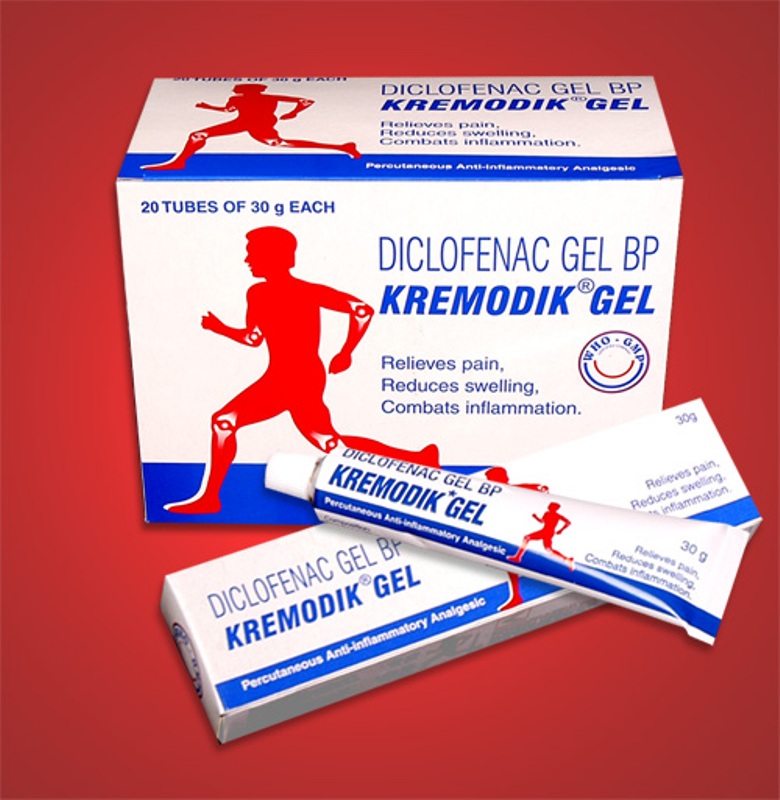 20 TUBES OF 30 g EACH
DICLOFENAC GEL BP
KREMODIK® GEL
Relieves pain,
Reduces swelling,
Combats inflammation.
Percutaneous Anti-inflammatory Analgesic
20 TUBES OF 30 g EACH
DICLOFENAC GEL BP
KREMODIK® GEL
WHO - GMP
Relieves pain,
Reduces swelling,
Combats inflammation.
30g
Relieves pain,
Reduces swelling,
inflammation.
DICLOFENAC GEL BP
KREMODIK* GEL
Percutaneous Anti-inflammatory Analgesic
30 g
Relieves pain,
Reduces swelling,
Combats inflammation.
DICLOFENAC GEL BP
KREMODIK® GEL
Percutaneous Anti-inflammatory Analgesic